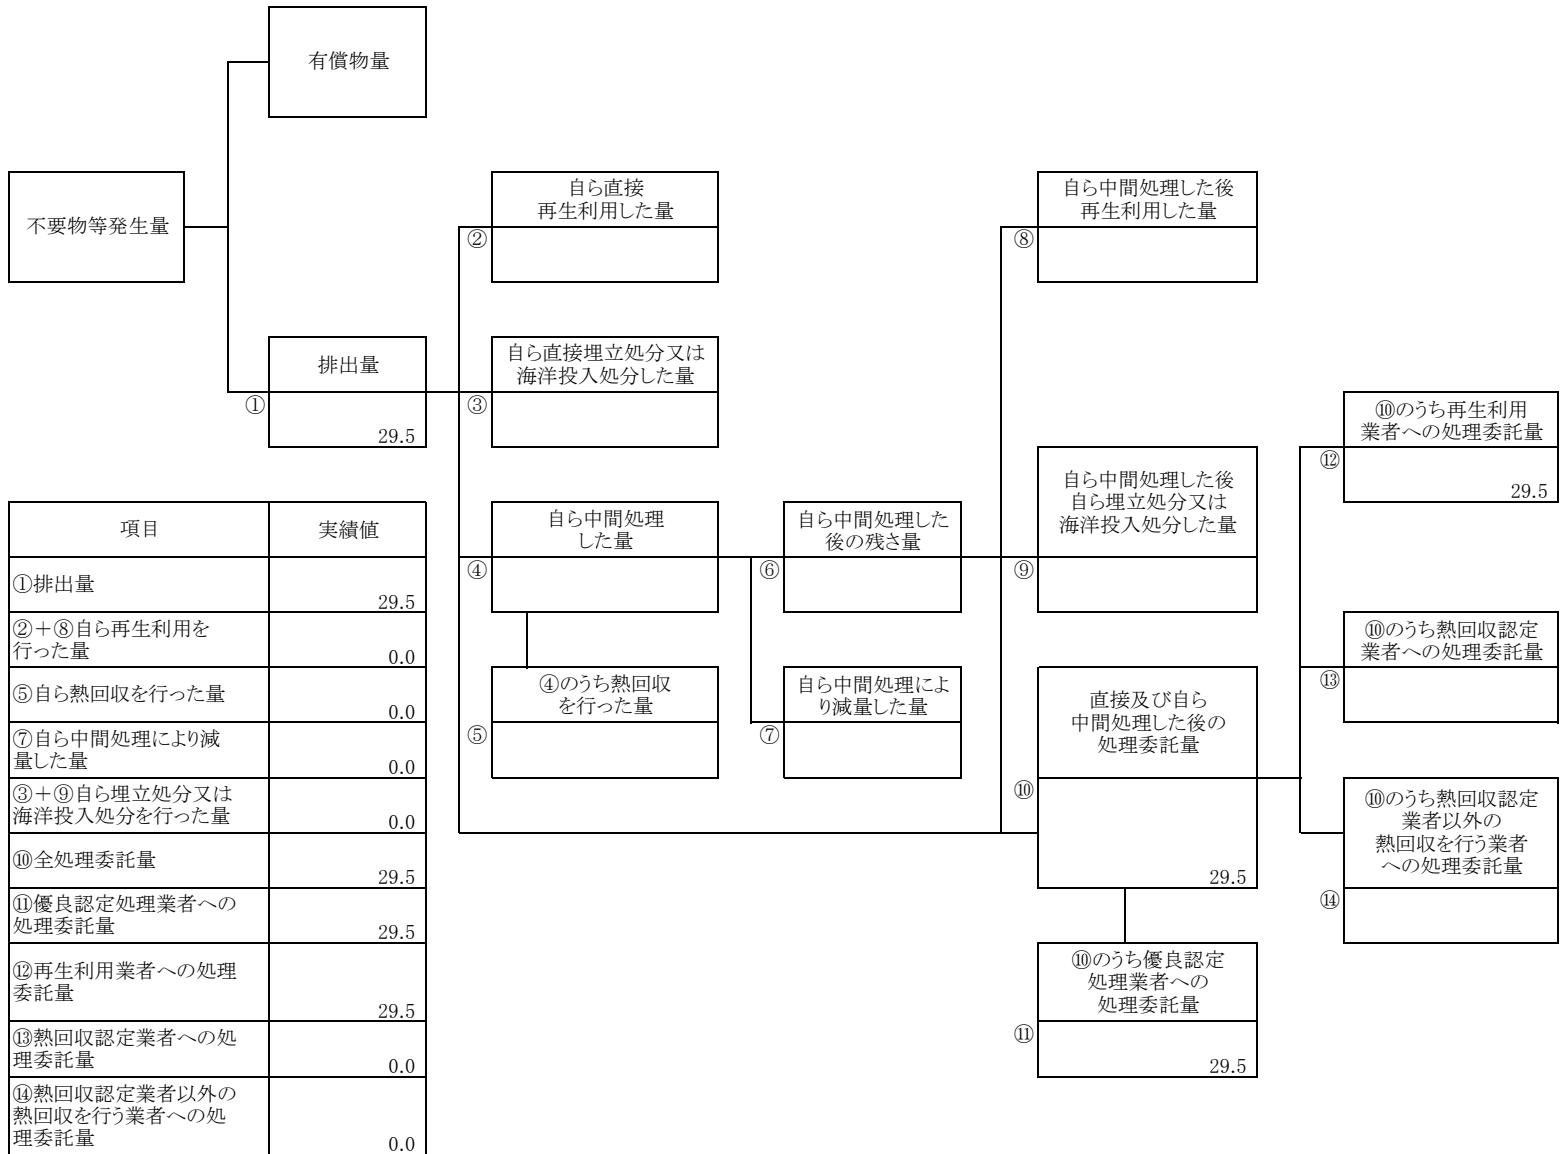 有償物量
不要物等発生量
自ら直接
再生利用した量
②
自ら中間処理した後
再生利用した量
⑧
排出量
①
29.5
自ら直接埋立処分又は
海洋投入処分した量
③
⑩のうち再生利用
業者への処理委託量
⑫
29.5
自ら中間処理した後
自ら埋立処分又は
海洋投入処分した量
⑨
自ら中間処理
した量
④
自ら中間処理した
後の残さ量
⑥
⑩のうち熱回収認定
業者への処理委託量
⑬
④のうち熱回収
を行った量
⑤
自ら中間処理によ
り減量した量
⑦
直接及び自ら
中間処理した後の
処理委託量
⑩
29.5
⑩のうち熱回収認定
業者以外の
熱回収を行う業者
への処理委託量
⑭
⑩のうち優良認定
処理業者への
処理委託量
⑪
29.5
項目 実績値
①排出量
29.5
②+⑧自ら再生利用を
行った量
0.0
⑤自ら熱回収を行った量
0.0
⑦自ら中間処理により減
量した量
0.0
③+⑨自ら埋立処分又は
海洋投入処分を行った量
0.0
⑩全処理委託量
29.5
⑪優良認定処理業者への
処理委託量
29.5
⑫再生利用業者への処理
委託量
29.5
⑬熱回収認定業者への処
理委託量
0.0
⑭熱回収認定業者以外の
熱回収を行う業者への処
理委託量
0.0